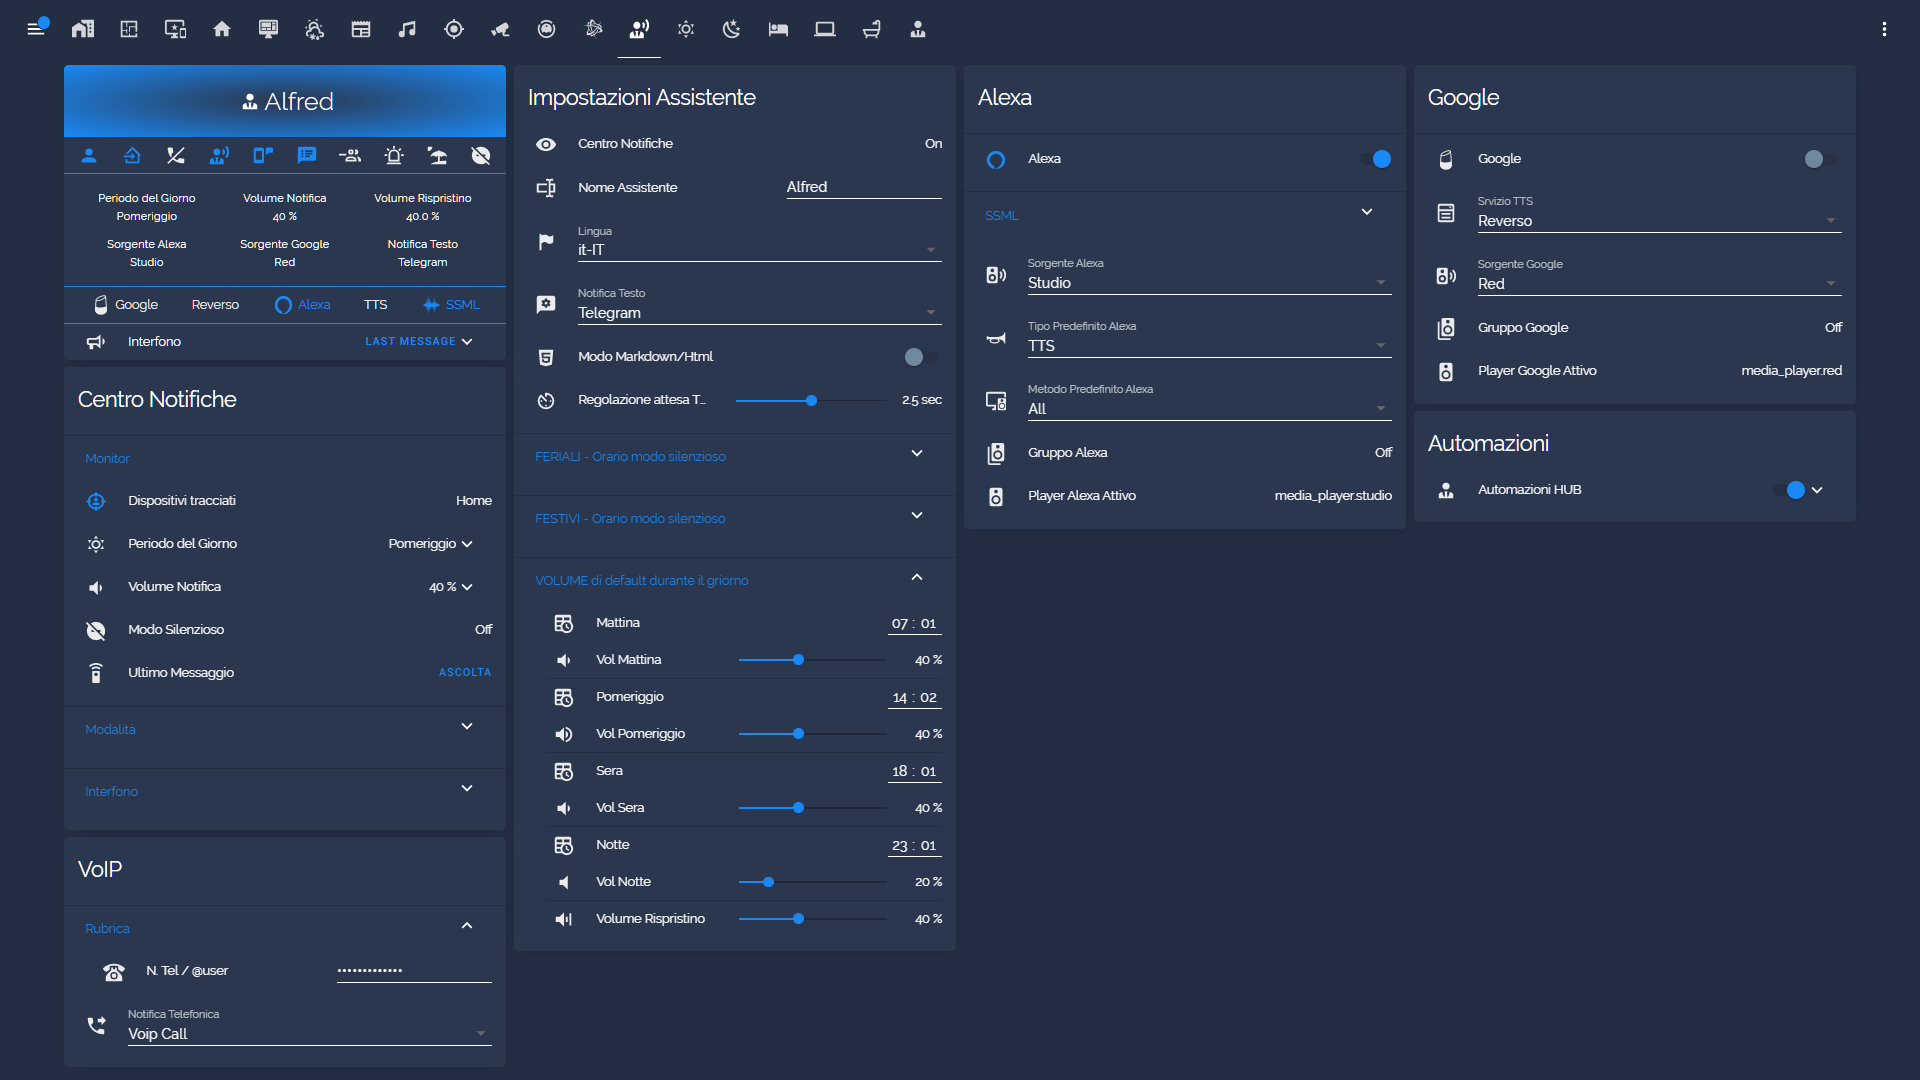 Alfred
Periodo del Giorno
Pomeriggio
Volume Notifica
40 %
Volume Rispristino
40.0 %
Sorgente Alexa
Studio
Sorgente Google
Red
Notifica Testo
Telegram
Google
Reverso
Alexa
TTS
SSML
Interfono
LAST MESSAGE
Centro Notifiche
Monitor
Dispositivi tracciati
Home
Periodo del Giorno
Pomeriggio
Volume Notifica
40 %
Modo Silenzioso
Off
Ultimo Messaggio
ASCOLTA
Modalità
Interfono
VoIP
Rubrica
N. Tel / @user
•••••••••••••
Notifica Telefonica
Voip Call
Impostazioni Assistente
Centro Notifiche
On
Nome Assistente
Alfred
Lingua
it-IT
Notifica Testo
Telegram
Modo Markdown/Html
Regolazione attesa T...
2.5 sec
FERIALI - Orario modo silenzioso
FESTIVI - Orario modo silenzioso
VOLUME di default durante il griorno
Mattina
07 : 01
Vol Mattina
40 %
Pomeriggio
14 : 02
Vol Pomeriggio
40 %
Sera
18 : 01
Vol Sera
40 %
Notte
23 : 01
Vol Notte
20 %
Volume Rispristino
40 %
Alexa
Alexa
SSML
Sorgente Alexa
Studio
Tipo Predefinito Alexa
TTS
Metodo Predefinito Alexa
All
Gruppo Alexa
Off
Player Alexa Attivo
media_player.studio
Google
Google
Srvizio TTS
Reverso
Sorgente Google
Red
Gruppo Google
Off
Player Google Attivo
media_player.red
Automazioni
Automazioni HUB